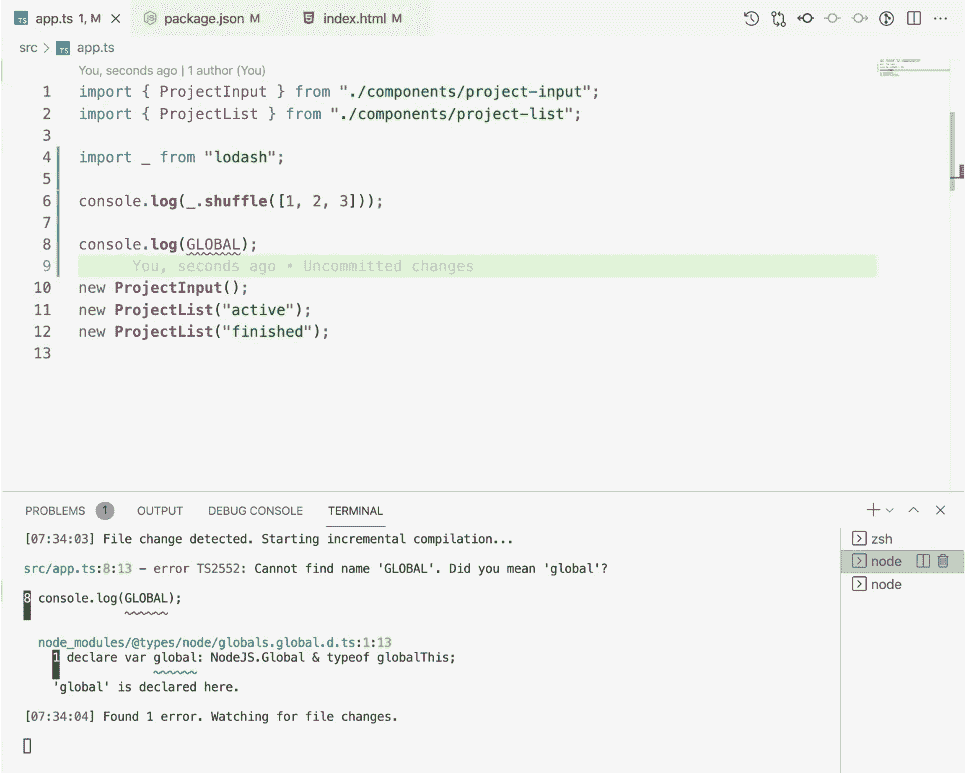 TS app.ts 1, M package.json M index.html M
src > TS app.ts
You, seconds ago | 1 author (You)
1 import { ProjectInput } from "./components/project-input";
2 import { ProjectList } from "./components/project-list";
3
4 import _ from "lodash";
5
6 console.log(_.shuffle([1, 2, 3]));
7
8 console.log(GLOBAL);
9 You, seconds ago • Uncommitted changes
10 new ProjectInput();
11 new ProjectList("active");
12 new ProjectList("finished");
13
PROBLEMS 1 OUTPUT DEBUG CONSOLE TERMINAL
[07:34:03] File change detected. Starting incremental compilation...
src/app.ts:8:13 - error TS2552: Cannot find name 'GLOBAL'. Did you mean 'global'?
8 console.log(GLOBAL);
node_modules/@types/node/globals.global.d.ts:1:13
1 declare var global: NodeJS.Global & typeof globalThis;
'global' is declared here.
[07:34:04] Found 1 error. Watching for file changes.
zsh
node
node